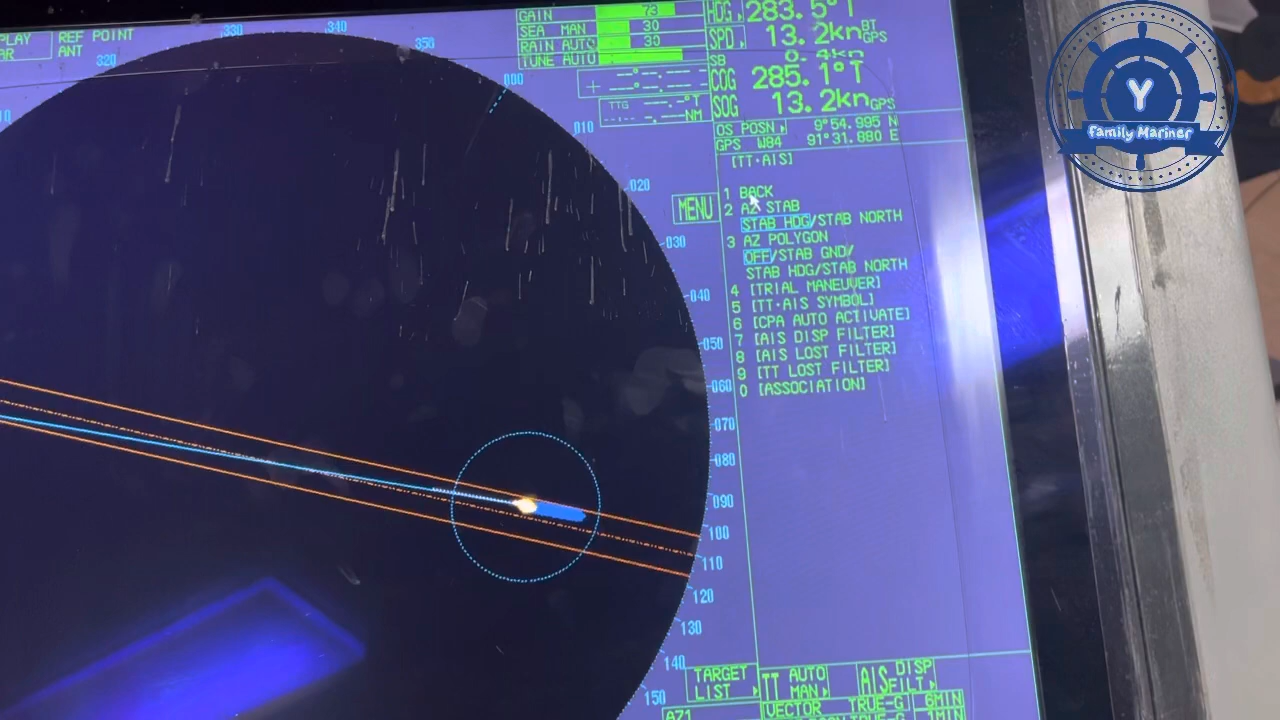 PLAY
AR
REF POINT
ANT
GAIN 73
SEA MAN 30
RAIN AUTO 30
TUNE AUTO
HDG 283.5°T
SPD 13.2kn BT GPS
SB 0.4kn
COG 285.1°T
SOG 13.2kn GPS
+ --°--.---
--°--.---
TTG ---.-°T
--:-- -.--NM
OS POSN 9°54.995 N
GPS W84 91°31.880 E
[TT·AIS]
MENU
1 BACK
2 AZ STAB
STAB HDG/STAB NORTH
3 AZ POLYGON
OFF/STAB GND/
STAB HDG/STAB NORTH
4 [TRIAL MANEUVER]
5 [TT·AIS SYMBOL]
6 [CPA AUTO ACTIVATE]
7 [AIS DISP FILTER]
8 [AIS LOST FILTER]
9 [TT LOST FILTER]
0 [ASSOCIATION]
320
330
340
350
000
010
020
030
040
050
060
070
080
090
100
110
120
130
140
150
TARGET LIST
TT AUTO MAN
AIS DISP FILT
AZ1
VECTOR TRUE-G 6MIN
TRUE-G 1MIN
Y
Family Mariner